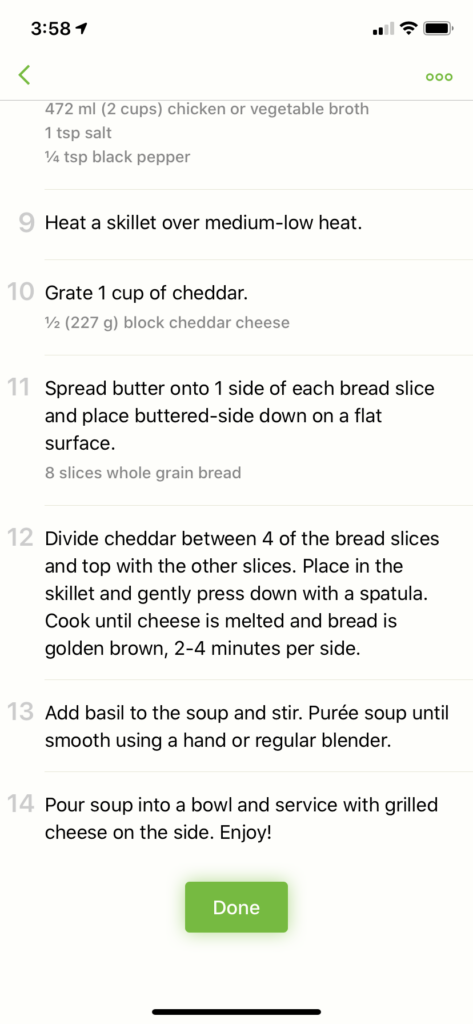 3:58
472 ml (2 cups) chicken or vegetable broth
1 tsp salt
¼ tsp black pepper
9 Heat a skillet over medium-low heat.
10 Grate 1 cup of cheddar.
½ (227 g) block cheddar cheese
11 Spread butter onto 1 side of each bread slice
and place buttered-side down on a flat
surface.
8 slices whole grain bread
12 Divide cheddar between 4 of the bread slices
and top with the other slices. Place in the
skillet and gently press down with a spatula.
Cook until cheese is melted and bread is
golden brown, 2-4 minutes per side.
13 Add basil to the soup and stir. Purée soup until
smooth using a hand or regular blender.
14 Pour soup into a bowl and service with grilled
cheese on the side. Enjoy!
Done